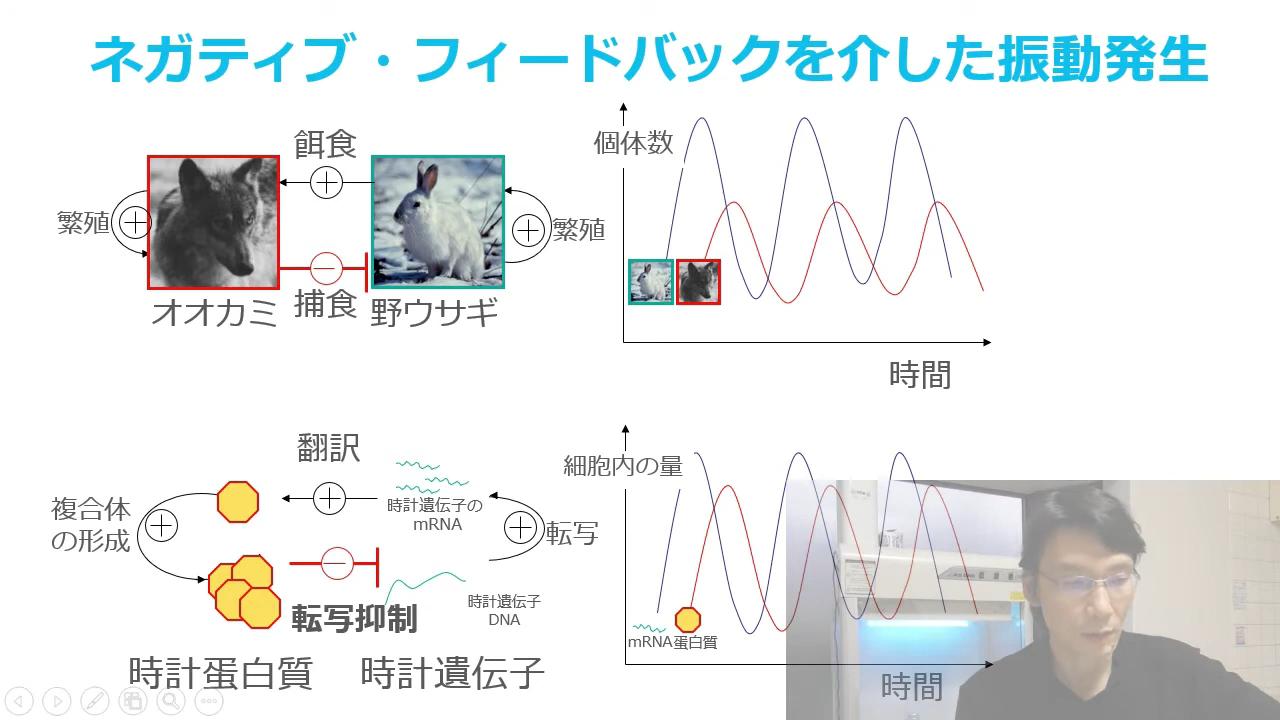 ネガティブ・フィードバックを介した振動発生
餌食
繁殖
繁殖
捕食
オオカミ
野ウサギ
個体数
時間
翻訳
複合体
の形成
時計遺伝子の
mRNA
転写
転写抑制
時計遺伝子
DNA
時計蛋白質
時計遺伝子
細胞内の量
mRNA
蛋白質
時間